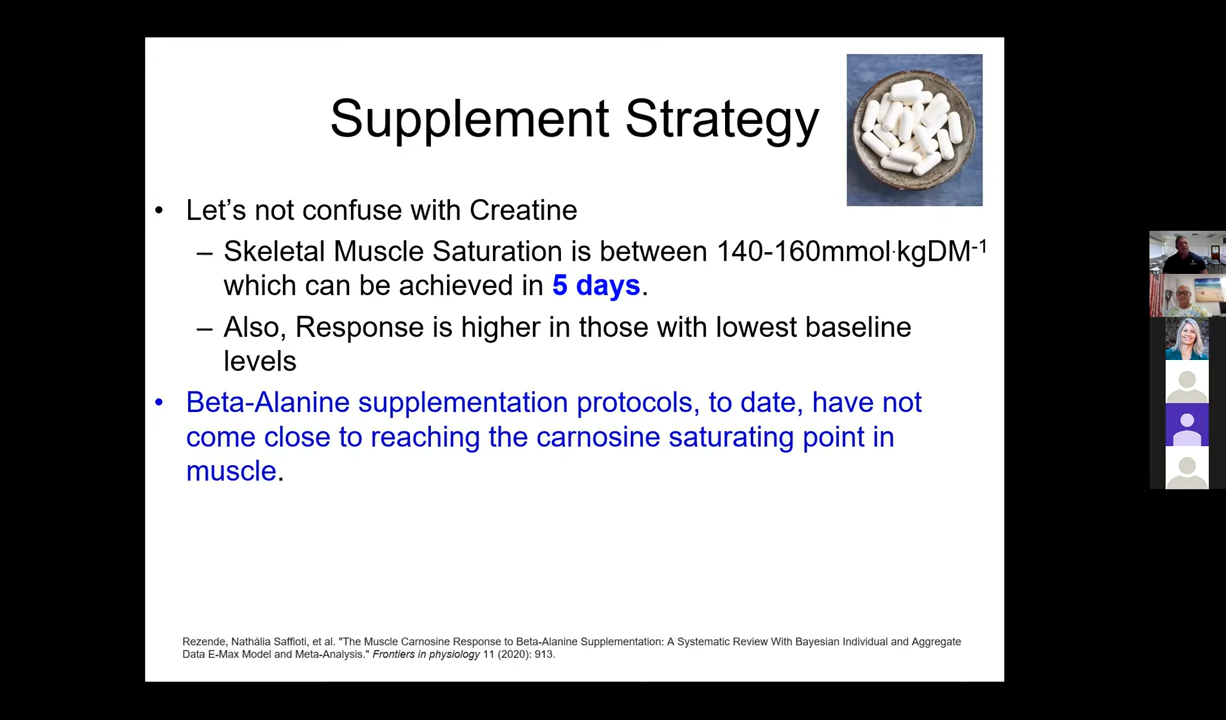 Supplement Strategy
• Let’s not confuse with Creatine
– Skeletal Muscle Saturation is between 140-160mmol·kgDM-1
which can be achieved in 5 days.
– Also, Response is higher in those with lowest baseline
levels
• Beta-Alanine supplementation protocols, to date, have not
come close to reaching the carnosine saturating point in
muscle.
Rezende, Nathália Saffioti, et al. "The Muscle Carnosine Response to Beta-Alanine Supplementation: A Systematic Review With Bayesian Individual and Aggregate
Data E-Max Model and Meta-Analysis." Frontiers in physiology 11 (2020): 913.